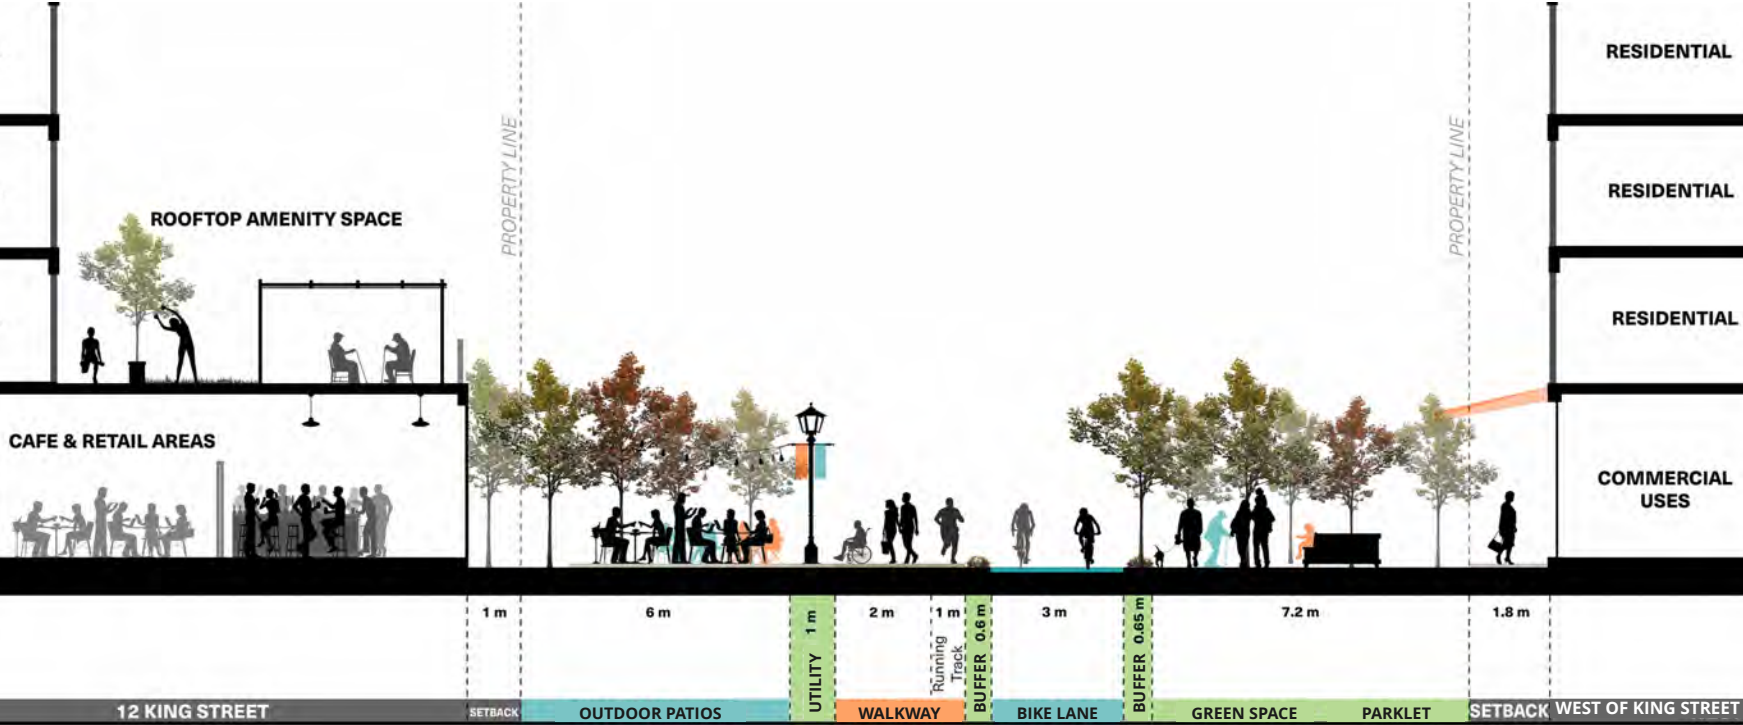 RESIDENTIAL
PROPERTY LINE
PROPERTY LINE
RESIDENTIAL
ROOFTOP AMENITY SPACE
RESIDENTIAL
CAFE & RETAIL AREAS
COMMERCIAL
USES
1 m
6 m
UTILITY 1 m
2 m
1 m
Running
Track
BUFFER 0.6 m
3 m
BUFFER 0.65 m
7.2 m
1.8 m
12 KING STREET
SETBACK
OUTDOOR PATIOS
WALKWAY
BIKE LANE
GREEN SPACE
PARKLET
SETBACK
WEST OF KING STREET